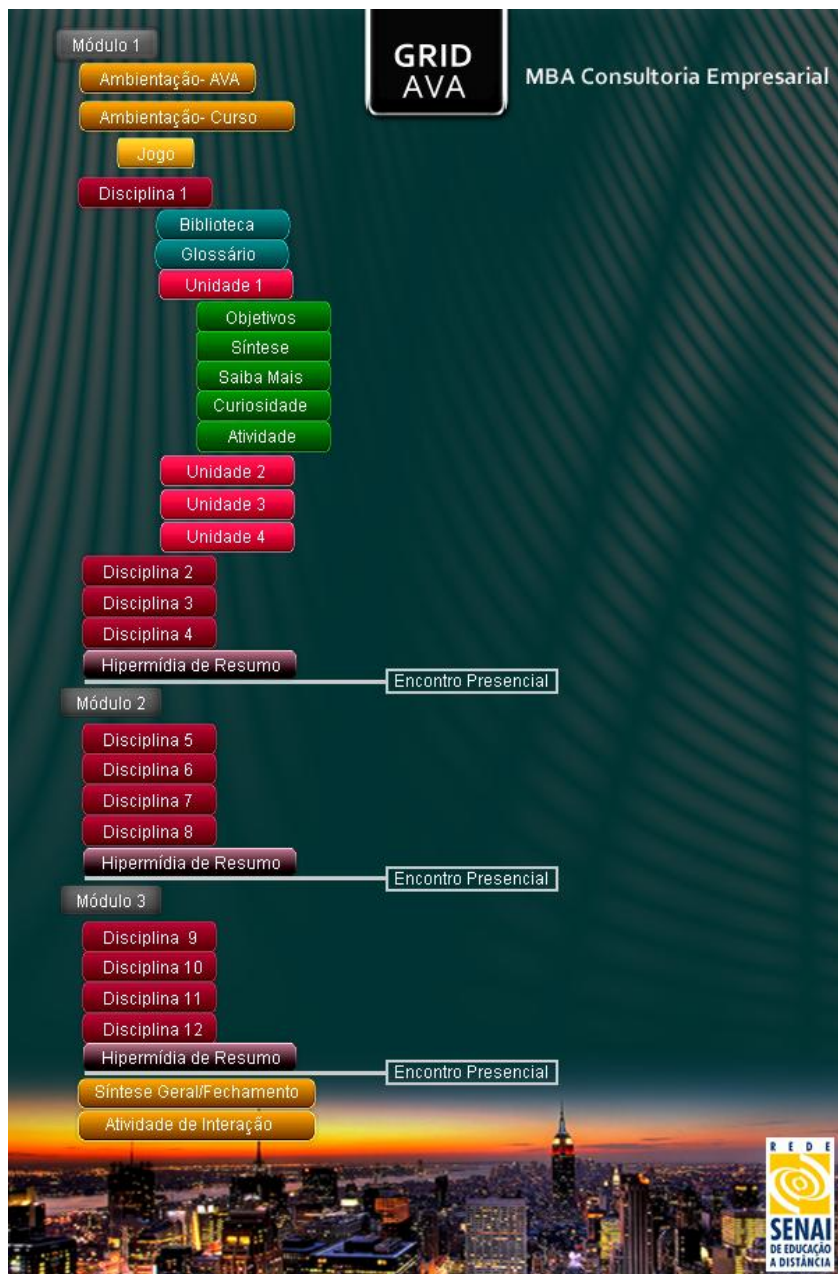 Módulo 1
GRID
AVA
MBA Consultoria Empresarial
Ambientação- AVA
Ambientação- Curso
Jogo
Disciplina 1
Biblioteca
Glossário
Unidade 1
Objetivos
Síntese
Saiba Mais
Curiosidade
Atividade
Unidade 2
Unidade 3
Unidade 4
Disciplina 2
Disciplina 3
Disciplina 4
Hipermídia de Resumo
Encontro Presencial
Módulo 2
Disciplina 5
Disciplina 6
Disciplina 7
Disciplina 8
Hipermídia de Resumo
Encontro Presencial
Módulo 3
Disciplina 9
Disciplina 10
Disciplina 11
Disciplina 12
Hipermídia de Resumo
Encontro Presencial
Síntese Geral/Fechamento
Atividade de Interação
REDE
SENAI
DE EDUCAÇÃO
A DISTÂNCIA